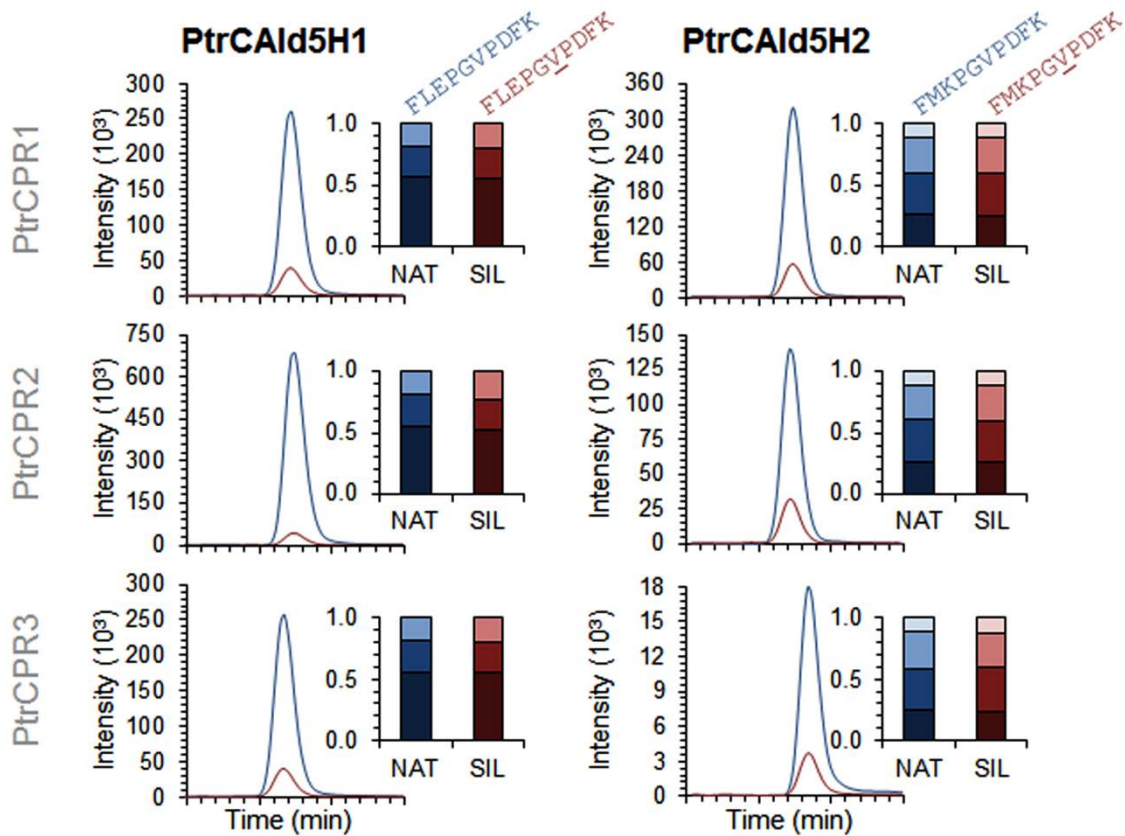 PtrCAld5H1
FLEPGVPDFK
FLEPGVPDFK
PtrCAld5H2
FMKPGVPDFK
FMKPGVPDFK
PtrCPR1
Intensity (10³)
300
250
200
150
100
50
0
1.0
0.5
0.0
NAT SIL
Intensity (10³)
360
300
240
180
120
60
0
1.0
0.5
0.0
NAT SIL
PtrCPR2
Intensity (10³)
750
600
450
300
150
0
1.0
0.5
0.0
NAT SIL
Intensity (10³)
150
125
100
75
50
25
0
1.0
0.5
0.0
NAT SIL
PtrCPR3
Intensity (10³)
300
250
200
150
100
50
0
1.0
0.5
0.0
NAT SIL
Time (min)
Intensity (10³)
18
15
12
9
6
3
0
1.0
0.5
0.0
NAT SIL
Time (min)